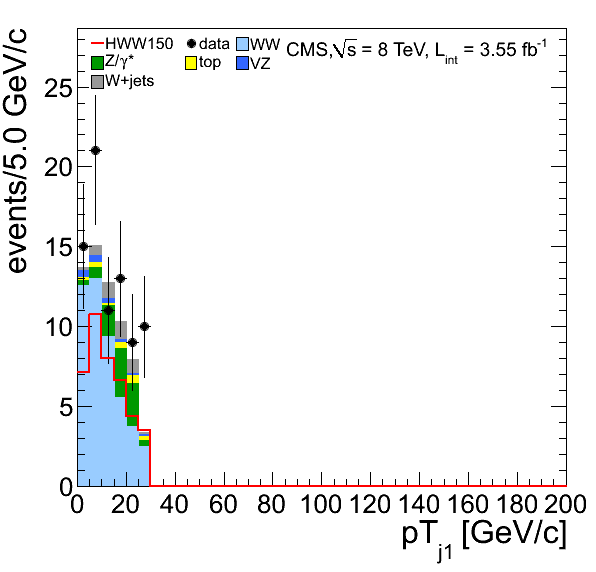 HWW150 data WW CMS,√s = 8 TeV, L_int = 3.55 fb⁻¹
Z/γ* top VZ
W+jets
events/5.0 GeV/c
25
20
15
10
5
0
0 20 40 60 80 100 120 140 160 180 200
pT_j1 [GeV/c]